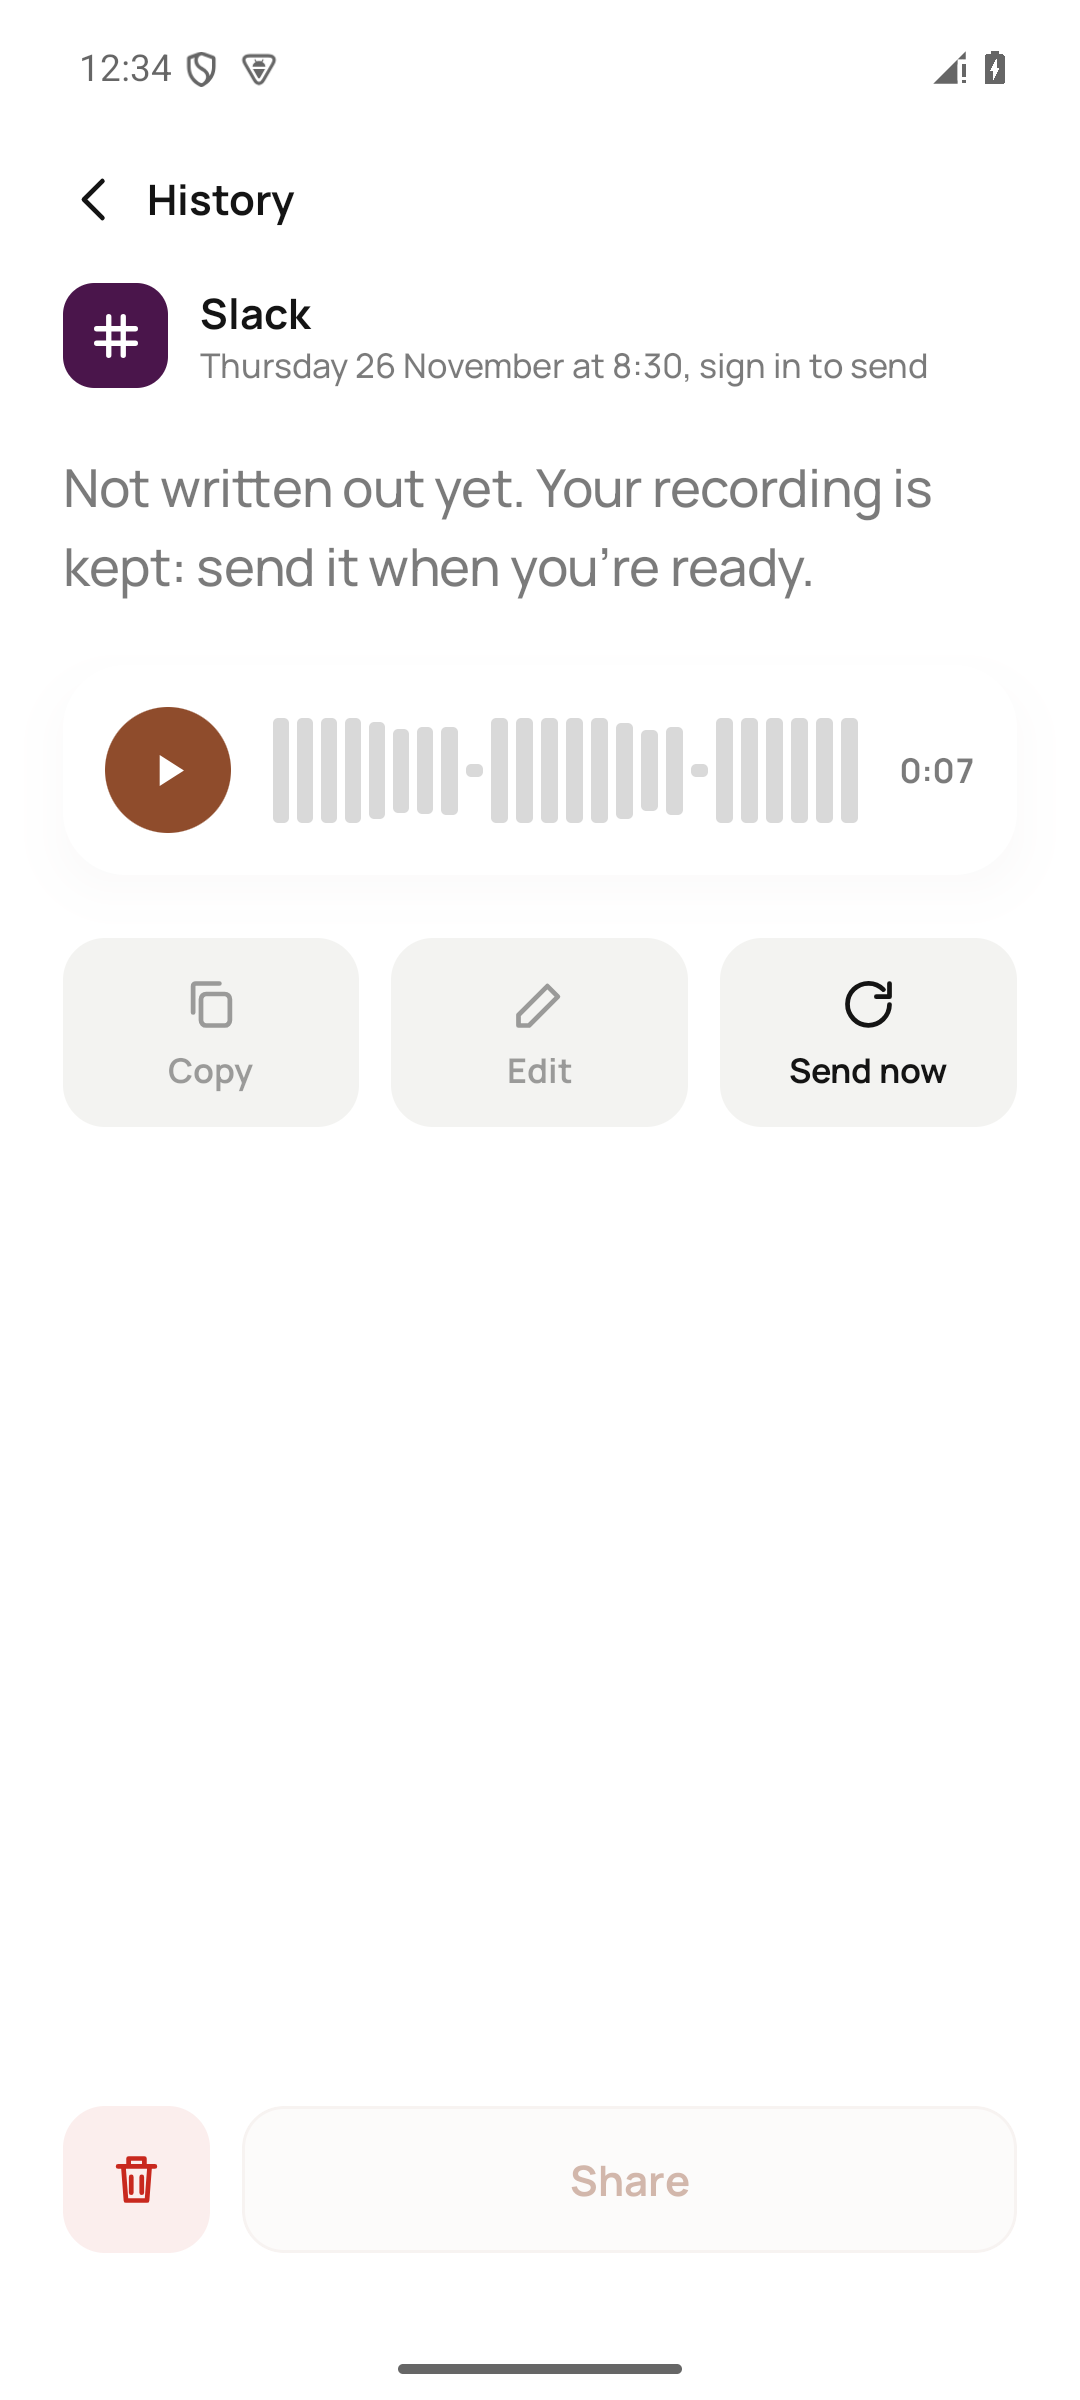 12:34
History
Slack
Thursday 26 November at 8:30, sign in to send
Not written out yet. Your recording is
kept: send it when you’re ready.
0:07
Copy
Edit
Send now
Share